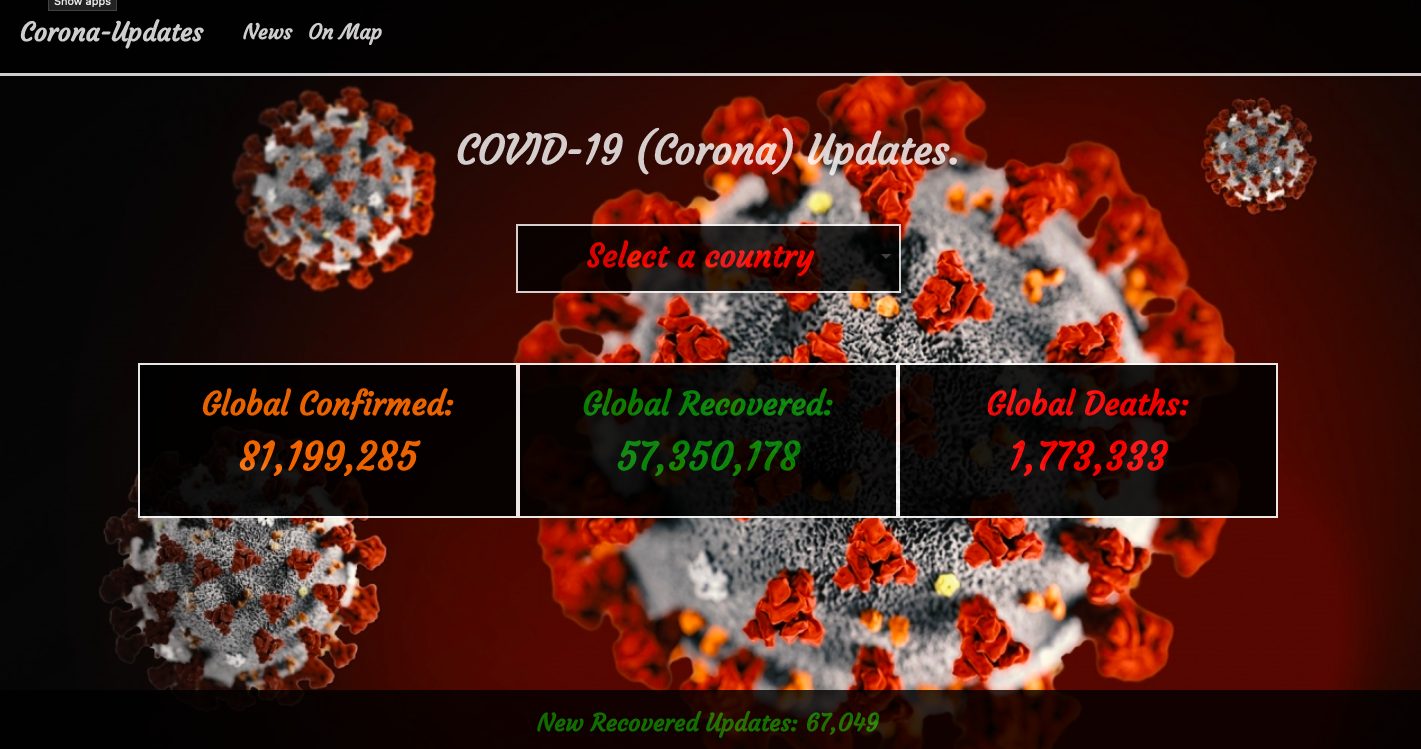 Show apps
Corona-Updates News On Map
COVID-19 (Corona) Updates.
Select a country
Global Confirmed:
81,199,285
Global Recovered:
57,350,178
Global Deaths:
1,773,333
New Recovered Updates: 67,049